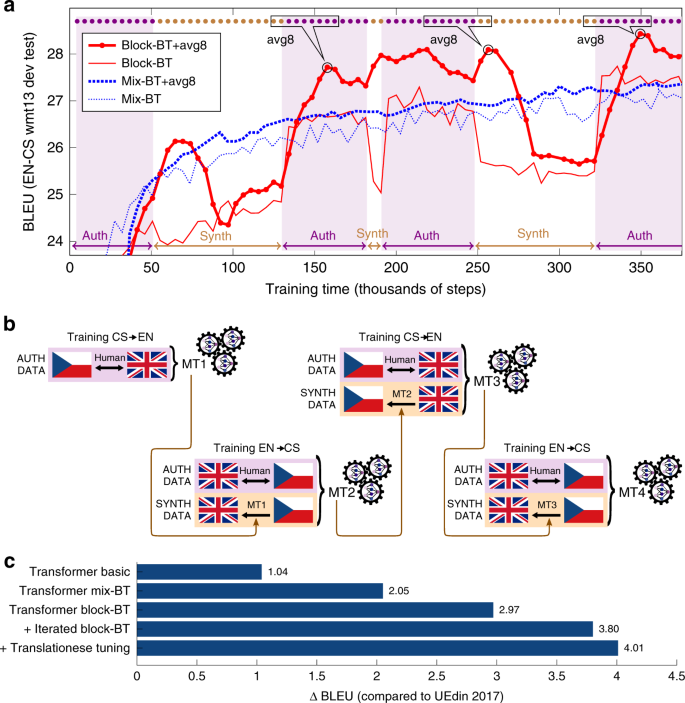 a
avg8 avg8 avg8
28
27
26
25
24
BLEU (EN-CS wmt13 dev test)
Block-BT+avg8
Block-BT
Mix-BT+avg8
Mix-BT
Auth Synth Auth Synth Auth Synth Auth
0 50 100 150 200 250 300 350
Training time (thousands of steps)
b
Training CS→EN
AUTH DATA
Human
MT1
Training EN→CS
AUTH DATA
Human
SYNTH DATA
MT1
MT2
Training CS→EN
AUTH DATA
Human
SYNTH DATA
MT2
MT3
Training EN→CS
AUTH DATA
Human
SYNTH DATA
MT3
MT4
c
Transformer basic 1.04
Transformer mix-BT 2.05
Transformer block-BT 2.97
+ Iterated block-BT 3.80
+ Translationese tuning 4.01
0 0.5 1 1.5 2 2.5 3 3.5 4 4.5
Δ BLEU (compared to UEdin 2017)